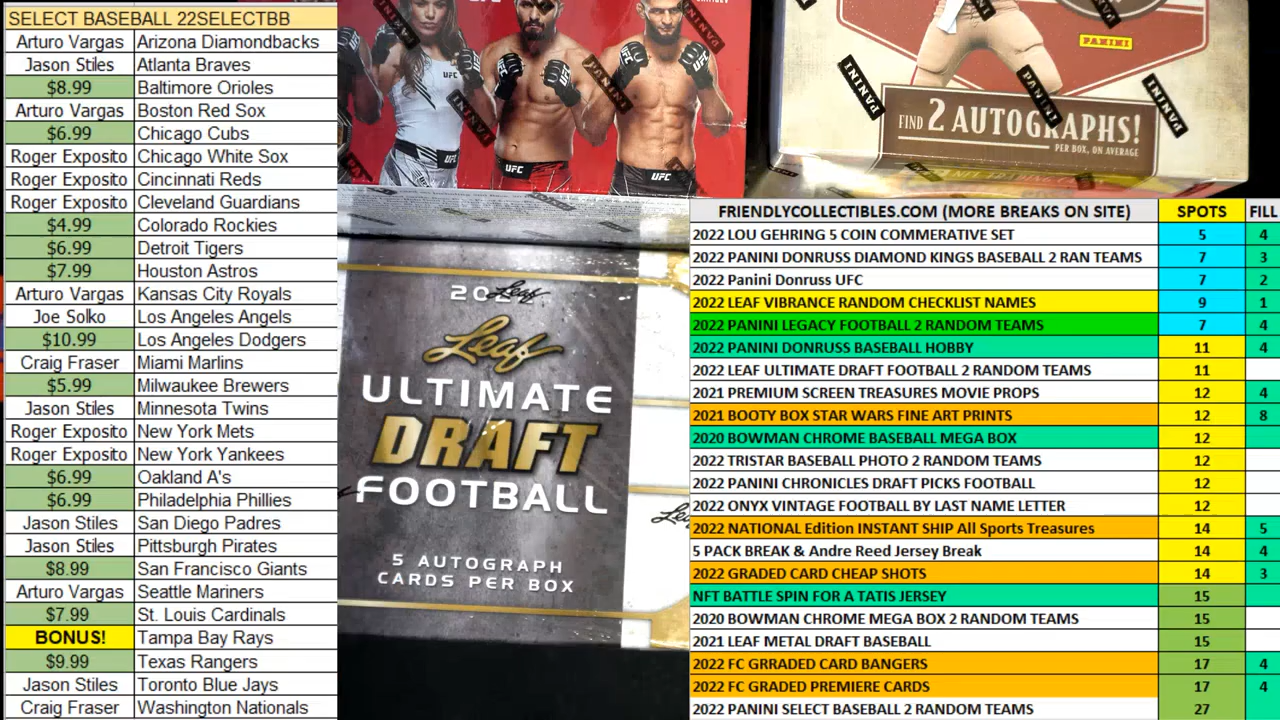 SELECT BASEBALL 22SELECTBB
Arturo Vargas Arizona Diamondbacks
Jason Stiles Atlanta Braves
$8.99 Baltimore Orioles
Arturo Vargas Boston Red Sox
$6.99 Chicago Cubs
Roger Exposito Chicago White Sox
Roger Exposito Cincinnati Reds
Roger Exposito Cleveland Guardians
$4.99 Colorado Rockies
$6.99 Detroit Tigers
$7.99 Houston Astros
Arturo Vargas Kansas City Royals
Joe Solko Los Angeles Angels
$10.99 Los Angeles Dodgers
Craig Fraser Miami Marlins
$5.99 Milwaukee Brewers
Jason Stiles Minnesota Twins
Roger Exposito New York Mets
Roger Exposito New York Yankees
$6.99 Oakland A's
$6.99 Philadelphia Phillies
Jason Stiles San Diego Padres
Jason Stiles Pittsburgh Pirates
$8.99 San Francisco Giants
Arturo Vargas Seattle Mariners
$7.99 St. Louis Cardinals
BONUS! Tampa Bay Rays
$9.99 Texas Rangers
Jason Stiles Toronto Blue Jays
Craig Fraser Washington Nationals
PANINI
PANINI
PANINI
UFC
UFC
UFC
UFC
UFC
PANINI
PANINI
PANINI
PANINI
FIND 2 AUTOGRAPHS!
PER BOX, ON AVERAGE
Leaf
Leaf
ULTIMATE
DRAFT
FOOTBALL
5 AUTOGRAPH
CARDS PER BOX
FRIENDLYCOLLECTIBLES.COM (MORE BREAKS ON SITE) SPOTS FILL
2022 LOU GEHRING 5 COIN COMMERATIVE SET 5 4
2022 PANINI DONRUSS DIAMOND KINGS BASEBALL 2 RAN TEAMS 7 3
2022 Panini Donruss UFC 7 2
2022 LEAF VIBRANCE RANDOM CHECKLIST NAMES 9 1
2022 PANINI LEGACY FOOTBALL 2 RANDOM TEAMS 7 4
2022 PANINI DONRUSS BASEBALL HOBBY 11 4
2022 LEAF ULTIMATE DRAFT FOOTBALL 2 RANDOM TEAMS 11
2021 PREMIUM SCREEN TREASURES MOVIE PROPS 12 4
2021 BOOTY BOX STAR WARS FINE ART PRINTS 12 8
2020 BOWMAN CHROME BASEBALL MEGA BOX 12
2022 TRISTAR BASEBALL PHOTO 2 RANDOM TEAMS 12
2022 PANINI CHRONICLES DRAFT PICKS FOOTBALL 12
2022 ONYX VINTAGE FOOTBALL BY LAST NAME LETTER 12
2022 NATIONAL Edition INSTANT SHIP All Sports Treasures 14 5
5 PACK BREAK & Andre Reed Jersey Break 14 4
2022 GRADED CARD CHEAP SHOTS 14 3
NFT BATTLE SPIN FOR A TATIS JERSEY 15
2020 BOWMAN CHROME MEGA BOX 2 RANDOM TEAMS 15
2021 LEAF METAL DRAFT BASEBALL 15
2022 FC GRRADED CARD BANGERS 17 4
2022 FC GRADED PREMIERE CARDS 17 4
2022 PANINI SELECT BASEBALL 2 RANDOM TEAMS 27